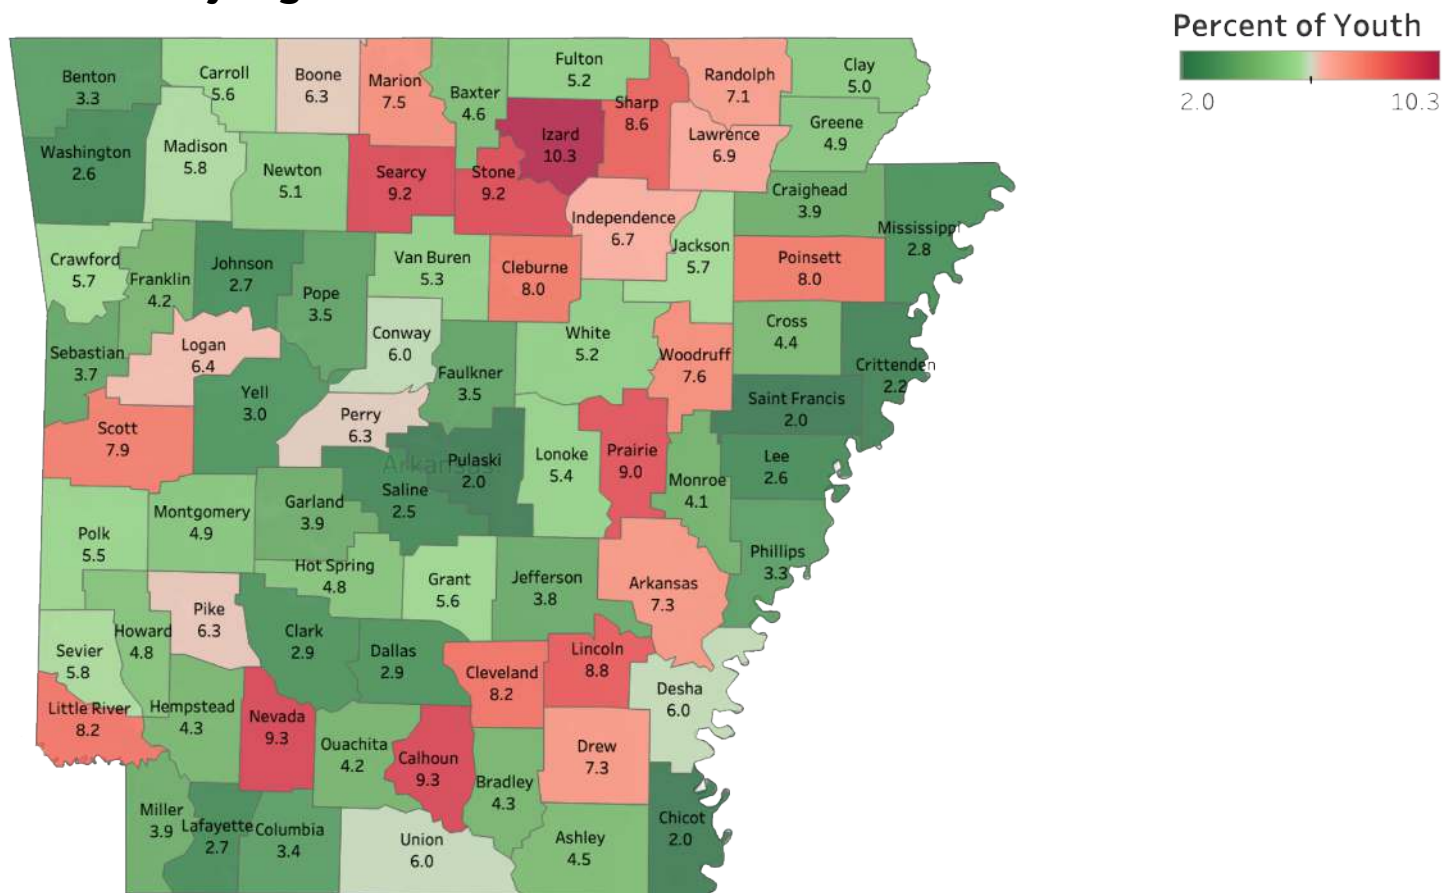 Percent of Youth
2.0 10.3
Benton
3.3
Carroll
5.6
Boone
6.3
Marion
7.5
Baxter
4.6
Fulton
5.2
Sharp
8.6
Randolph
7.1
Clay
5.0
Washington
2.6
Madison
5.8
Newton
5.1
Searcy
9.2
Stone
9.2
Izard
10.3
Lawrence
6.9
Greene
4.9
Craighead
3.9
Mississippi
2.8
Independence
6.7
Jackson
5.7
Poinsett
8.0
Crawford
5.7
Franklin
4.2
Johnson
2.7
Pope
3.5
Van Buren
5.3
Cleburne
8.0
Conway
6.0
White
5.2
Woodruff
7.6
Cross
4.4
Crittenden
2.2
Sebastian
3.7
Logan
6.4
Yell
3.0
Faulkner
3.5
Saint Francis
2.0
Scott
7.9
Perry
6.3
Arkansas
Pulaski
2.0
Saline
2.5
Lonoke
5.4
Prairie
9.0
Monroe
4.1
Lee
2.6
Polk
5.5
Montgomery
4.9
Garland
3.9
Hot Spring
4.8
Grant
5.6
Jefferson
3.8
Arkansas
7.3
Phillips
3.3
Sevier
5.8
Howard
4.8
Pike
6.3
Clark
2.9
Dallas
2.9
Cleveland
8.2
Lincoln
8.8
Desha
6.0
Little River
8.2
Hempstead
4.3
Nevada
9.3
Ouachita
4.2
Calhoun
9.3
Bradley
4.3
Drew
7.3
Miller
3.9
Lafayette
2.7
Columbia
3.4
Union
6.0
Ashley
4.5
Chicot
2.0